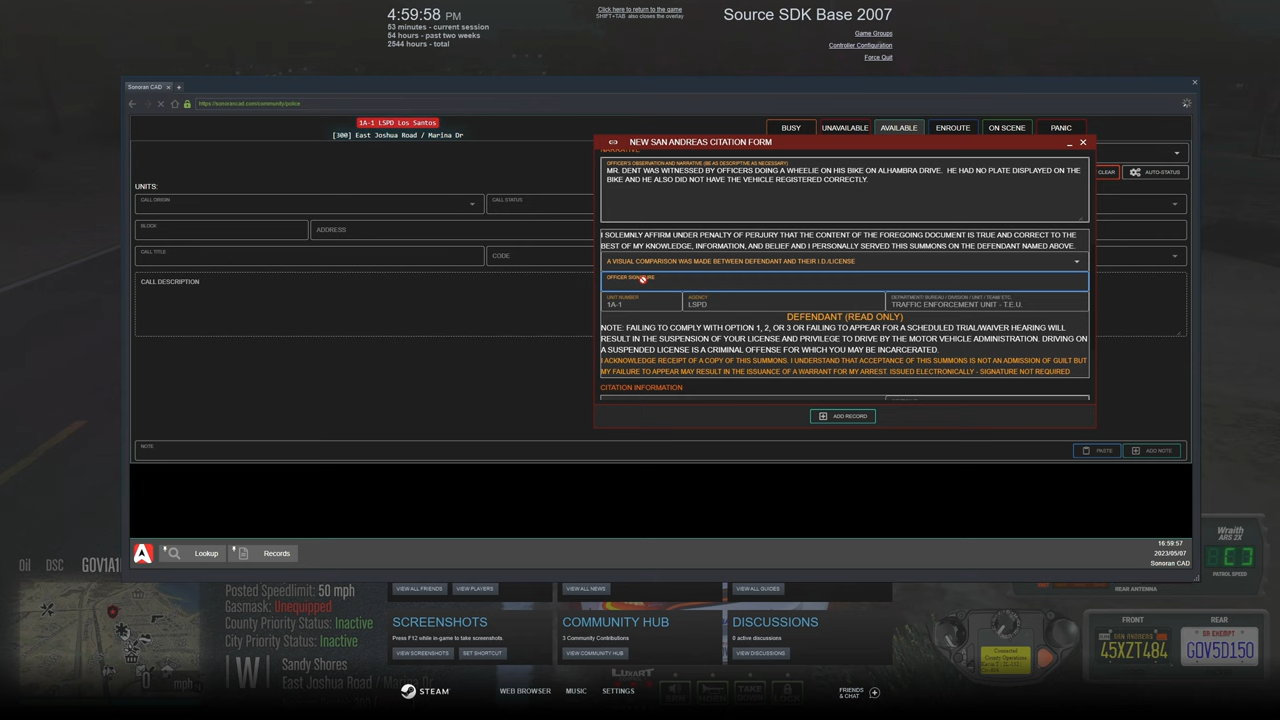 4:59:58 PM
53 minutes - current session
54 hours - past two weeks
2544 hours - total
Click here to return to the game
SHIFT+TAB also closes the overlay
Source SDK Base 2007
Game Groups
Controller Configuration
Force Quit
Sonoran CAD
https://sonorancad.com/community/police
1A-1 LSPD Los Santos
[300] East Joshua Road / Marina Dr
BUSY
UNAVAILABLE
AVAILABLE
ENROUTE
ON SCENE
PANIC
NEW SAN ANDREAS CITATION FORM
NARRATIVE
OFFICER'S OBSERVATION AND NARRATIVE (BE AS DESCRIPTIVE AS NECESSARY)
MR. DENT WAS WITNESSED BY OFFICERS DOING A WHEELIE ON HIS BIKE ON ALHAMBRA DRIVE. HE HAD NO PLATE DISPLAYED ON THE
BIKE AND HE ALSO DID NOT HAVE THE VEHICLE REGISTERED CORRECTLY.
CLEAR
AUTO-STATUS
UNITS:
CALL ORIGIN
CALL STATUS
BLOCK
ADDRESS
CALL TITLE
CODE
CALL DESCRIPTION
I SOLEMNLY AFFIRM UNDER PENALTY OF PERJURY THAT THE CONTENT OF THE FOREGOING DOCUMENT IS TRUE AND CORRECT TO THE
BEST OF MY KNOWLEDGE, INFORMATION, AND BELIEF AND I PERSONALLY SERVED THIS SUMMONS ON THE DEFENDANT NAMED ABOVE.
A VISUAL COMPARISON WAS MADE BETWEEN DEFENDANT AND THEIR I.D./LICENSE
OFFICER SIGNATURE
UNIT NUMBER
1A-1
AGENCY
LSPD
DEPARTMENT/ BUREAU / DIVISION / UNIT / TEAM ETC.
TRAFFIC ENFORCEMENT UNIT - T.E.U.
DEFENDANT (READ ONLY)
NOTE: FAILING TO COMPLY WITH OPTION 1, 2, OR 3 OR FAILING TO APPEAR FOR A SCHEDULED TRIAL/WAIVER HEARING WILL
RESULT IN THE SUSPENSION OF YOUR LICENSE AND PRIVILEGE TO DRIVE BY THE MOTOR VEHICLE ADMINISTRATION. DRIVING ON
A SUSPENDED LICENSE IS A CRIMINAL OFFENSE FOR WHICH YOU MAY BE INCARCERATED.
I ACKNOWLEDGE RECEIPT OF A COPY OF THIS SUMMONS. I UNDERSTAND THAT ACCEPTANCE OF THIS SUMMONS IS NOT AN ADMISSION OF GUILT BUT
MY FAILURE TO APPEAR MAY RESULT IN THE ISSUANCE OF A WARRANT FOR MY ARREST. ISSUED ELECTRONICALLY - SIGNATURE NOT REQUIRED
CITATION INFORMATION
ADD RECORD
NOTE
PASTE
ADD NOTE
Lookup
Records
16:59:57
2023/05/07
Sonoran CAD
Oil DSC GOV1A1
Posted Speedlimit: 50 mph
Gasmask: Unequipped
County Priority Status: Inactive
City Priority Status: Inactive
W
Sandy Shores
East Joshua Road / Marina Dr
mph
VIEW ALL FRIENDS
VIEW PLAYERS
VIEW ALL NEWS
VIEW ALL GUIDES
SCREENSHOTS
Press F12 while in-game to take screenshots.
VIEW SCREENSHOTS
SET SHORTCUT
COMMUNITY HUB
3 Community Contributions
VIEW COMMUNITY HUB
DISCUSSIONS
0 active discussions
VIEW DISCUSSIONS
STEAM
WEB BROWSER
MUSIC
SETTINGS
FRIENDS
& CHAT
Wraith
ARS 2X
PATROL SPEED
REAR ANTENNA
FRONT
REAR
SAN ANDREAS
45XZT484
SA EXEMPT
GOV5D150
Connected
County Operations